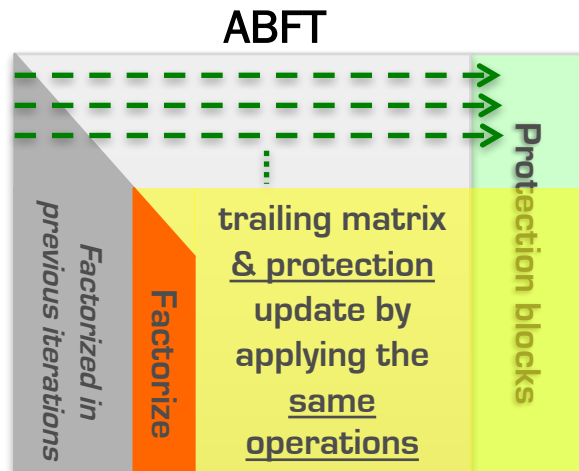 ABFT
Factorized in
previous iterations
Factorize
trailing matrix
& protection
update by
applying the
same
operations
Protection blocks